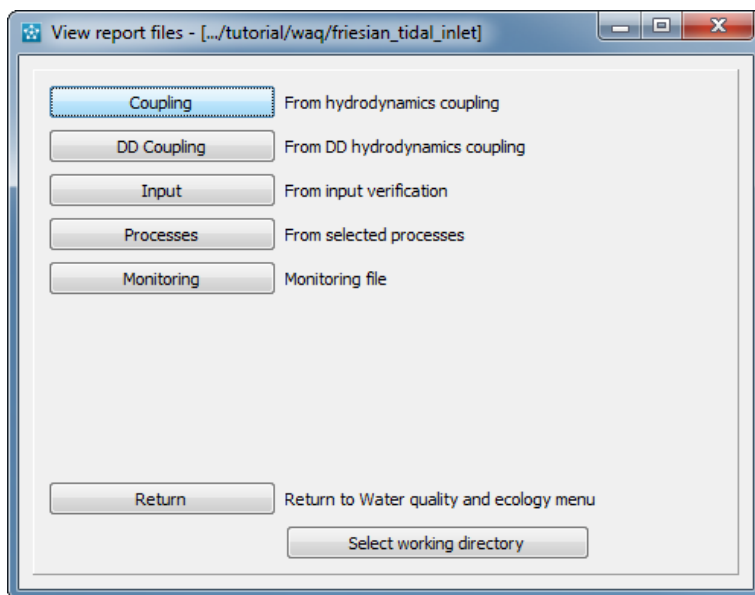 View report files - [.../tutorial/waq/friesian_tidal_inlet]
Coupling From hydrodynamics coupling
DD Coupling From DD hydrodynamics coupling
Input From input verification
Processes From selected processes
Monitoring Monitoring file
Return Return to Water quality and ecology menu
Select working directory